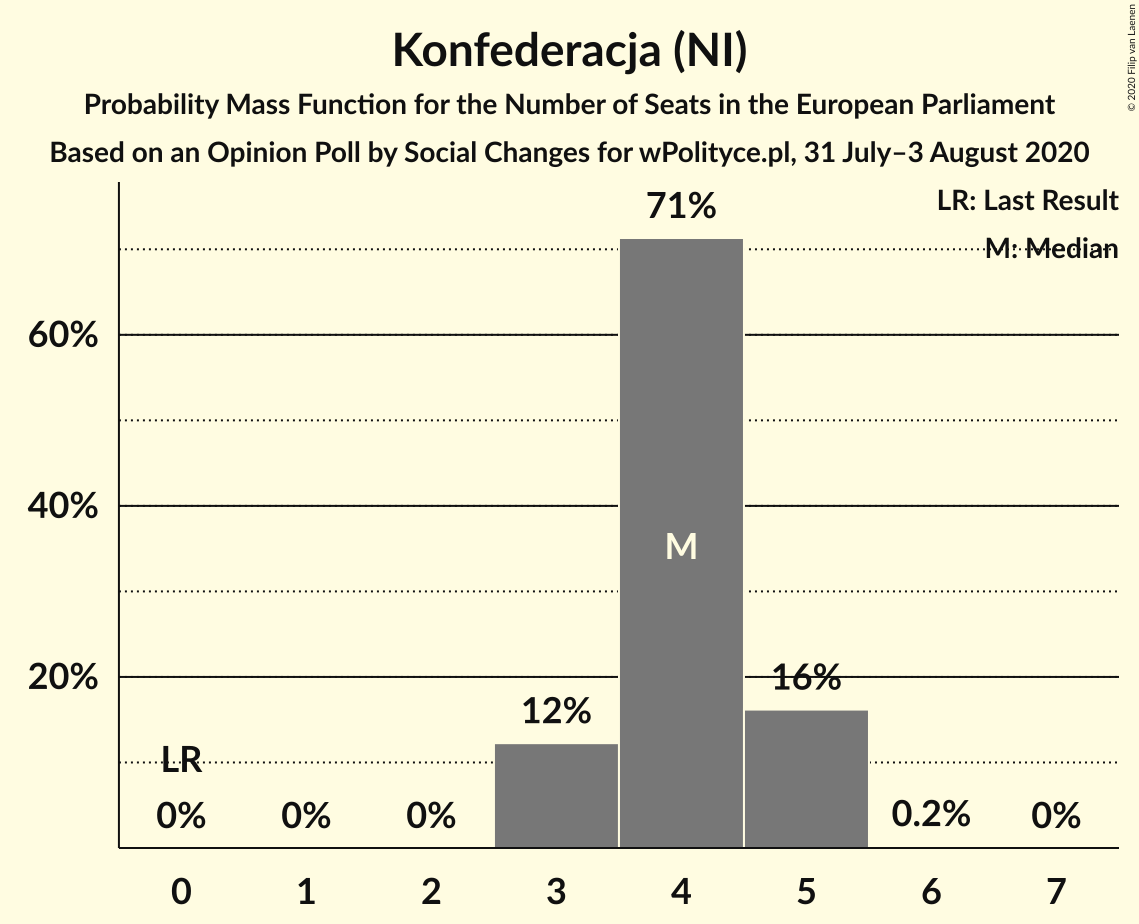 Konfederacja (NI)
Probability Mass Function for the Number of Seats in the European Parliament
Based on an Opinion Poll by Social Changes for wPolityce.pl, 31 July–3 August 2020
© 2020 Filip van Laenen
LR: Last Result
M: Median
71%
60%
40%
M
20%
16%
12%
LR
0%
0%
0%
0.2%
0%
0
1
2
3
4
5
6
7